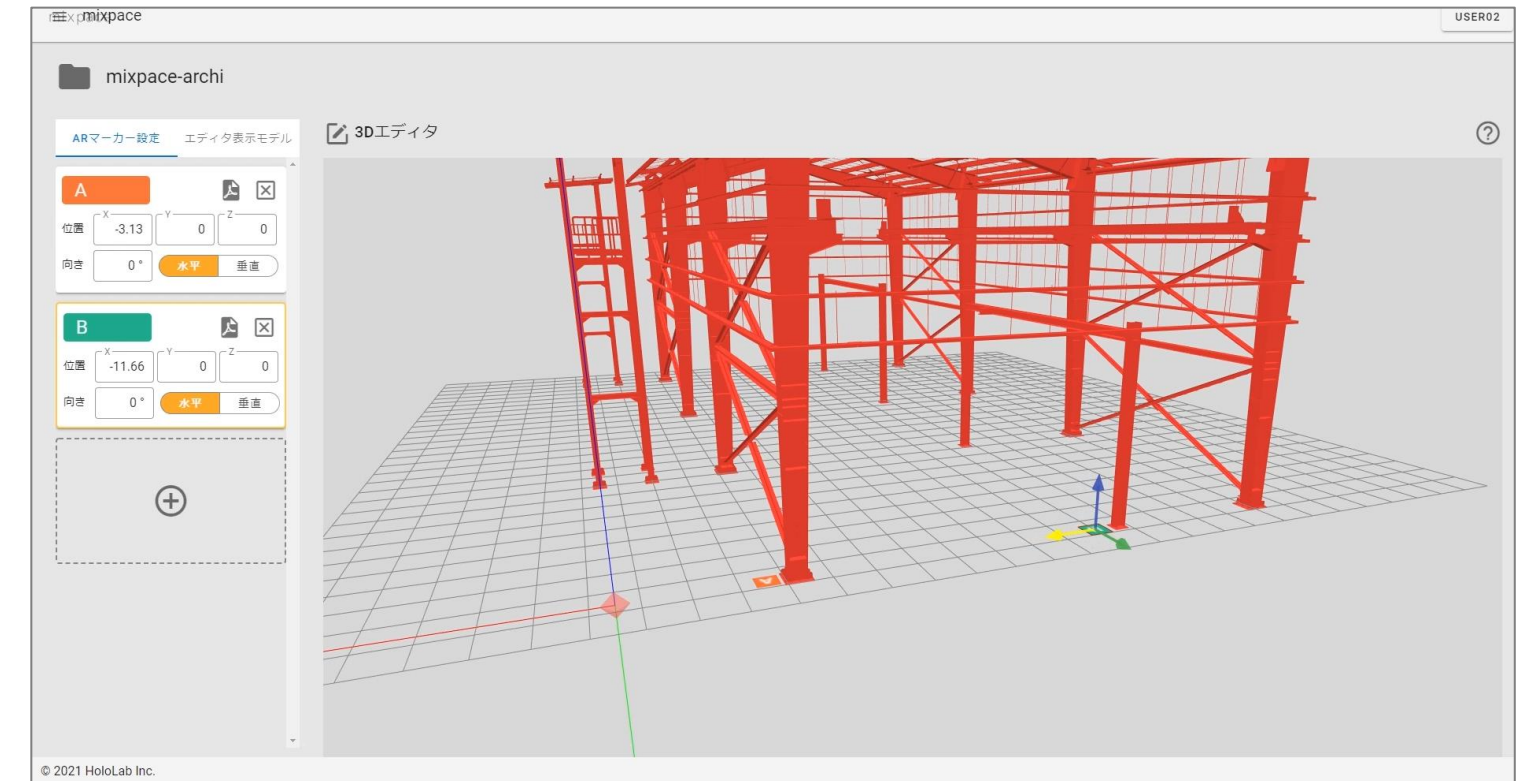 mixpace
USER02
mixpace-archi
ARマーカー設定 エディタ表示モデル
3Dエディタ
A
X Y Z
位置 -3.13 0 0
向き 0° 水平 垂直
B
X Y Z
位置 -11.66 0 0
向き 0° 水平 垂直
© 2021 HoloLab Inc.